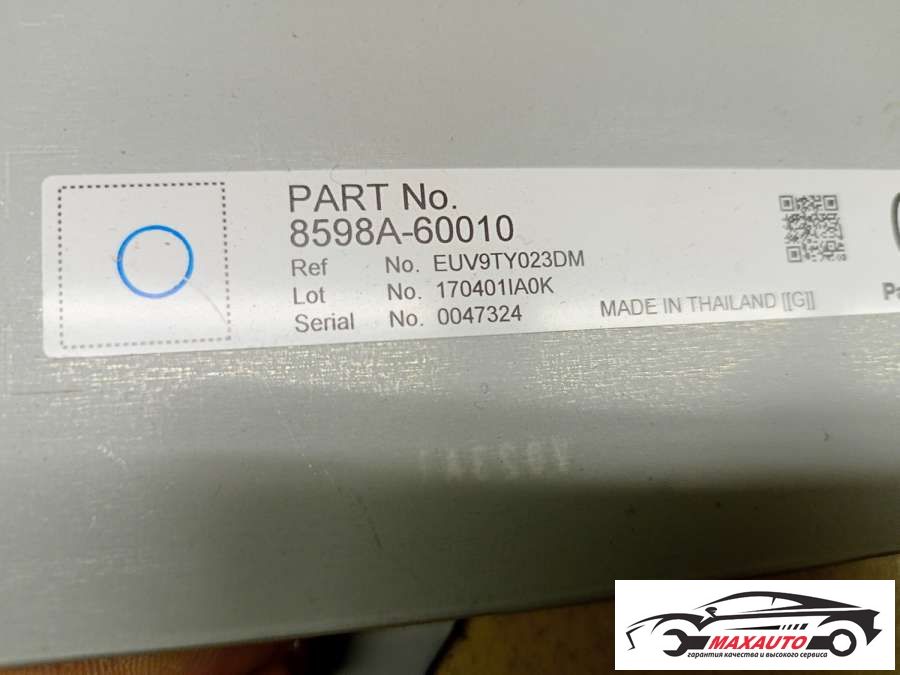 PART No.
8598A-60010
Ref No. EUV9TY023DM
Lot No. 170401IA0K
Serial No. 0047324
MADE IN THAILAND [[G]]
Pa
MAXAUTO
гарантия качества и высокого сервиса